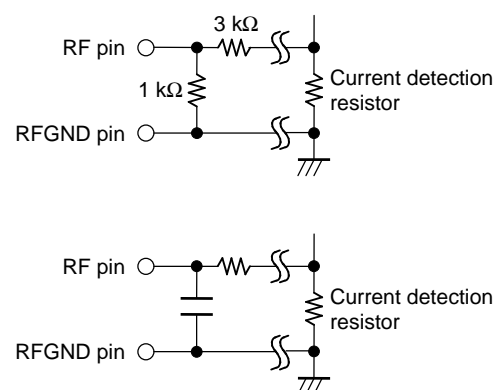 3 kΩ
RF pin
1 kΩ
Current detection
resistor
RFGND pin
RF pin
Current detection
resistor
RFGND pin